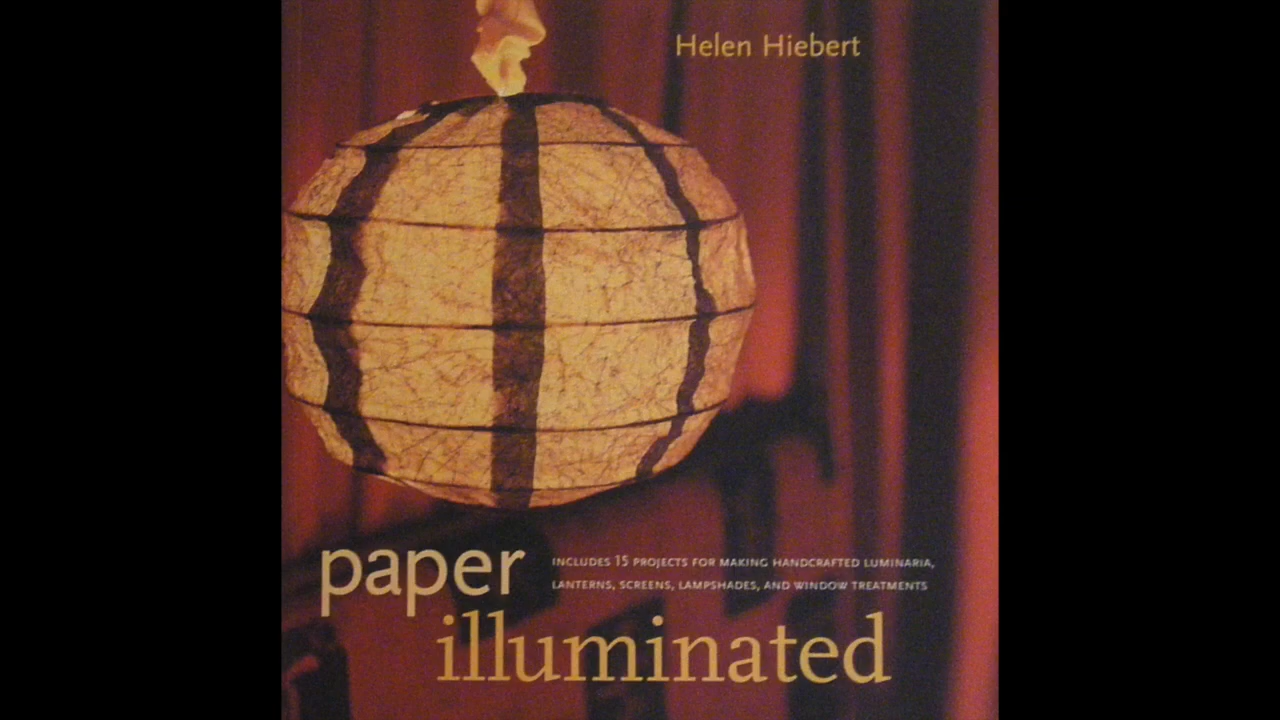 Helen Hiebert
paper
INCLUDES 15 PROJECTS FOR MAKING HANDCRAFTED LUMINARIA,
LANTERNS, SCREENS, LAMPSHADES, AND WINDOW TREATMENTS
illuminated